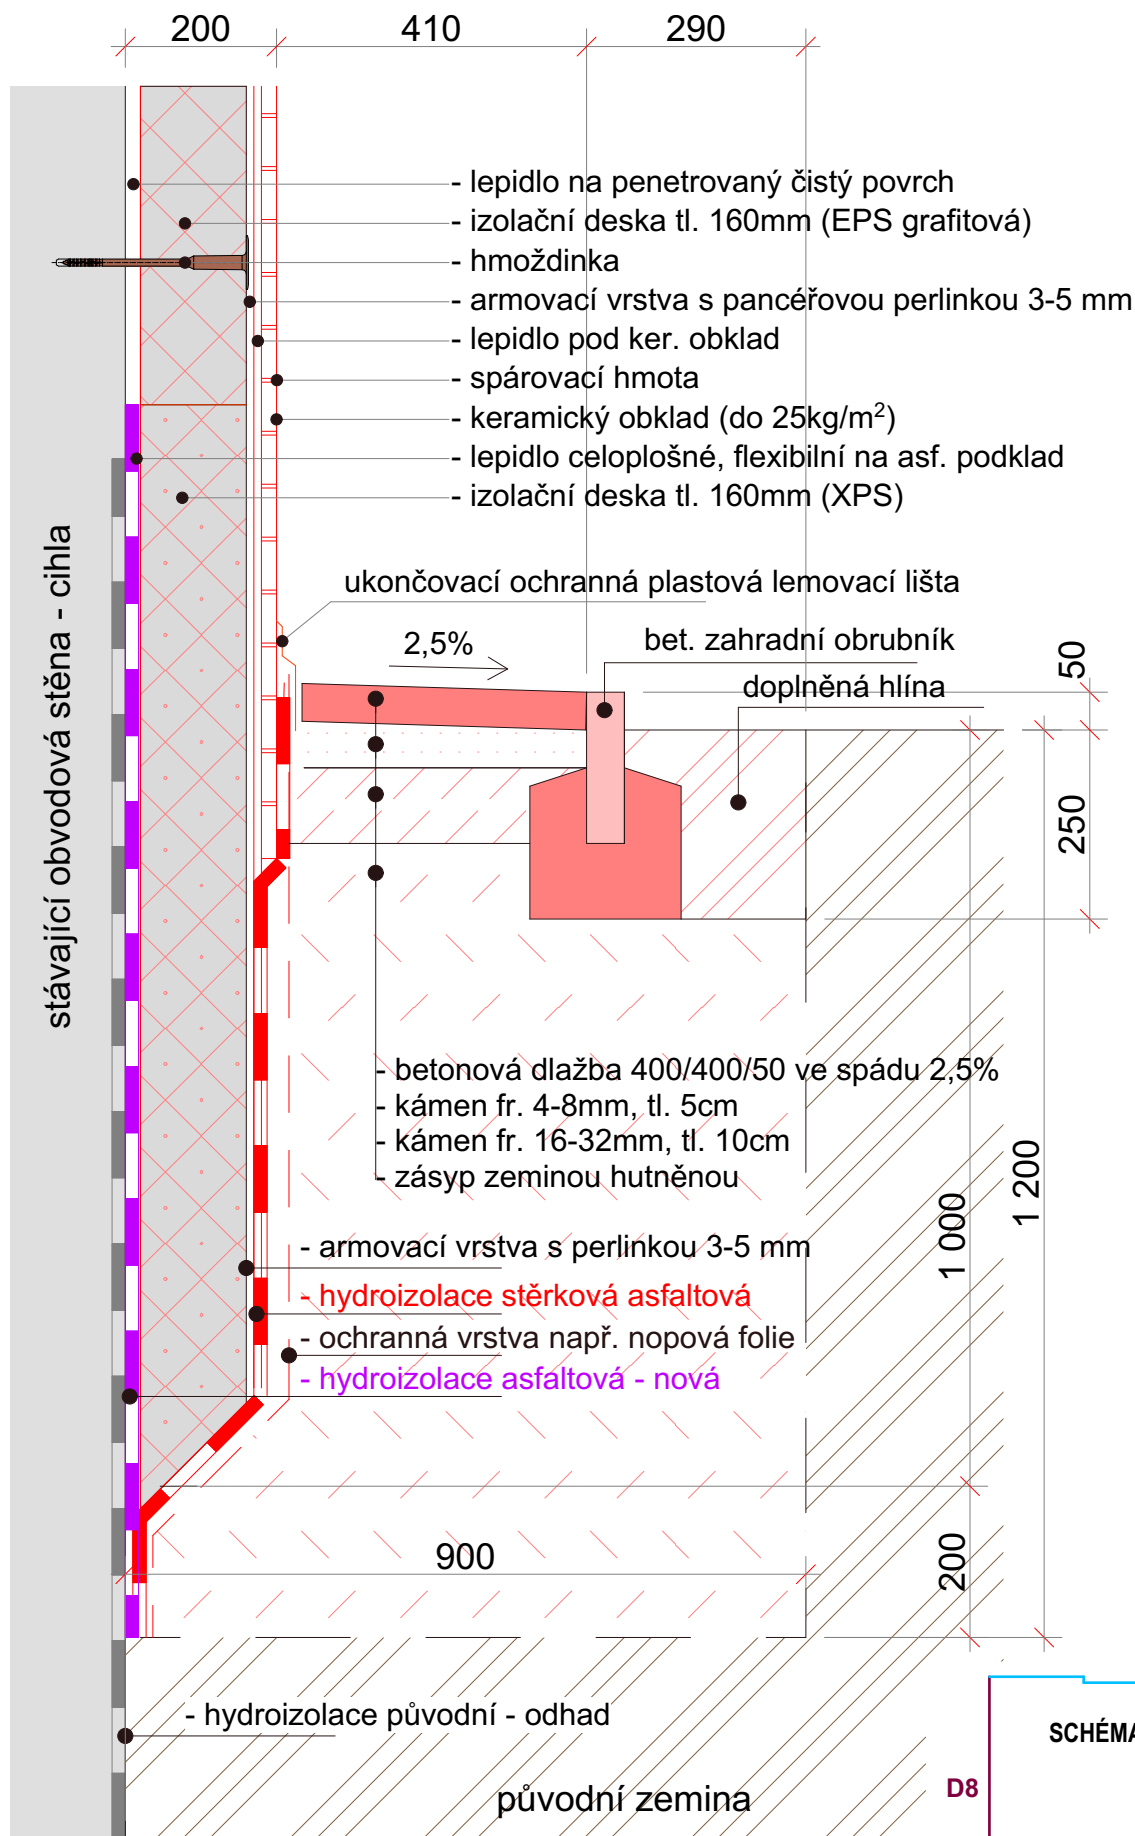 200
410
290
- lepidlo na penetrovaný čistý povrch
- izolační deska tl. 160mm (EPS grafitová)
- hmoždinka
- armovací vrstva s pancéřovou perlinkou 3-5 mm
- lepidlo pod ker. obklad
- spárovací hmota
- keramický obklad (do 25kg/m²)
- lepidlo celoplošné, flexibilní na asf. podklad
- izolační deska tl. 160mm (XPS)
stávající obvodová stěna - cihla
ukončovací ochranná plastová lemovací lišta
2,5%
bet. zahradní obrubník
doplněná hlína
50
250
- betonová dlažba 400/400/50 ve spádu 2,5%
- kámen fr. 4-8mm, tl. 5cm
- kámen fr. 16-32mm, tl. 10cm
- zásyp zeminou hutněnou
1 000
1 200
- armovací vrstva s perlinkou 3-5 mm
- hydroizolace stěrková asfaltová
- ochranná vrstva např. nopová folie
- hydroizolace asfaltová - nová
900
200
- hydroizolace původní - odhad
původní zemina
SCHÉMA
D8